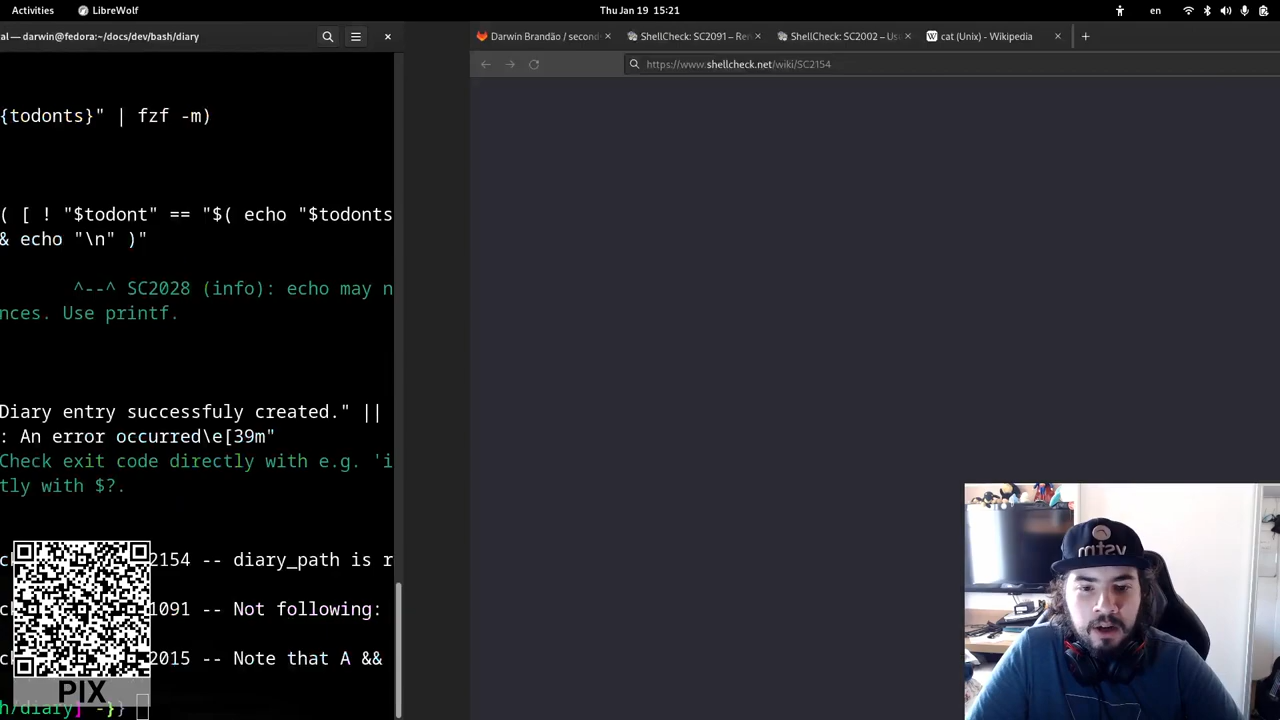 Activities LibreWolf Thu Jan 19 15:21 en
al — darwin@fedora:~/docs/dev/bash/diary
Darwin Brandão / second ShellCheck: SC2091 – Re ShellCheck: SC2002 – Us cat (Unix) - Wikipedia
https://www.shellcheck.net/wiki/SC2154
{todonts}" | fzf -m)
( [ ! "$todont" == "$( echo "$todonts
& echo "\n" )"
^--^ SC2028 (info): echo may n
nces. Use printf.
Diary entry successfuly created." ||
: An error occurred\e[39m"
Check exit code directly with e.g. 'i
tly with $?.
2154 -- diary_path is r
1091 -- Not following:
2015 -- Note that A &&
PIX
h/diary] -}}
vstm